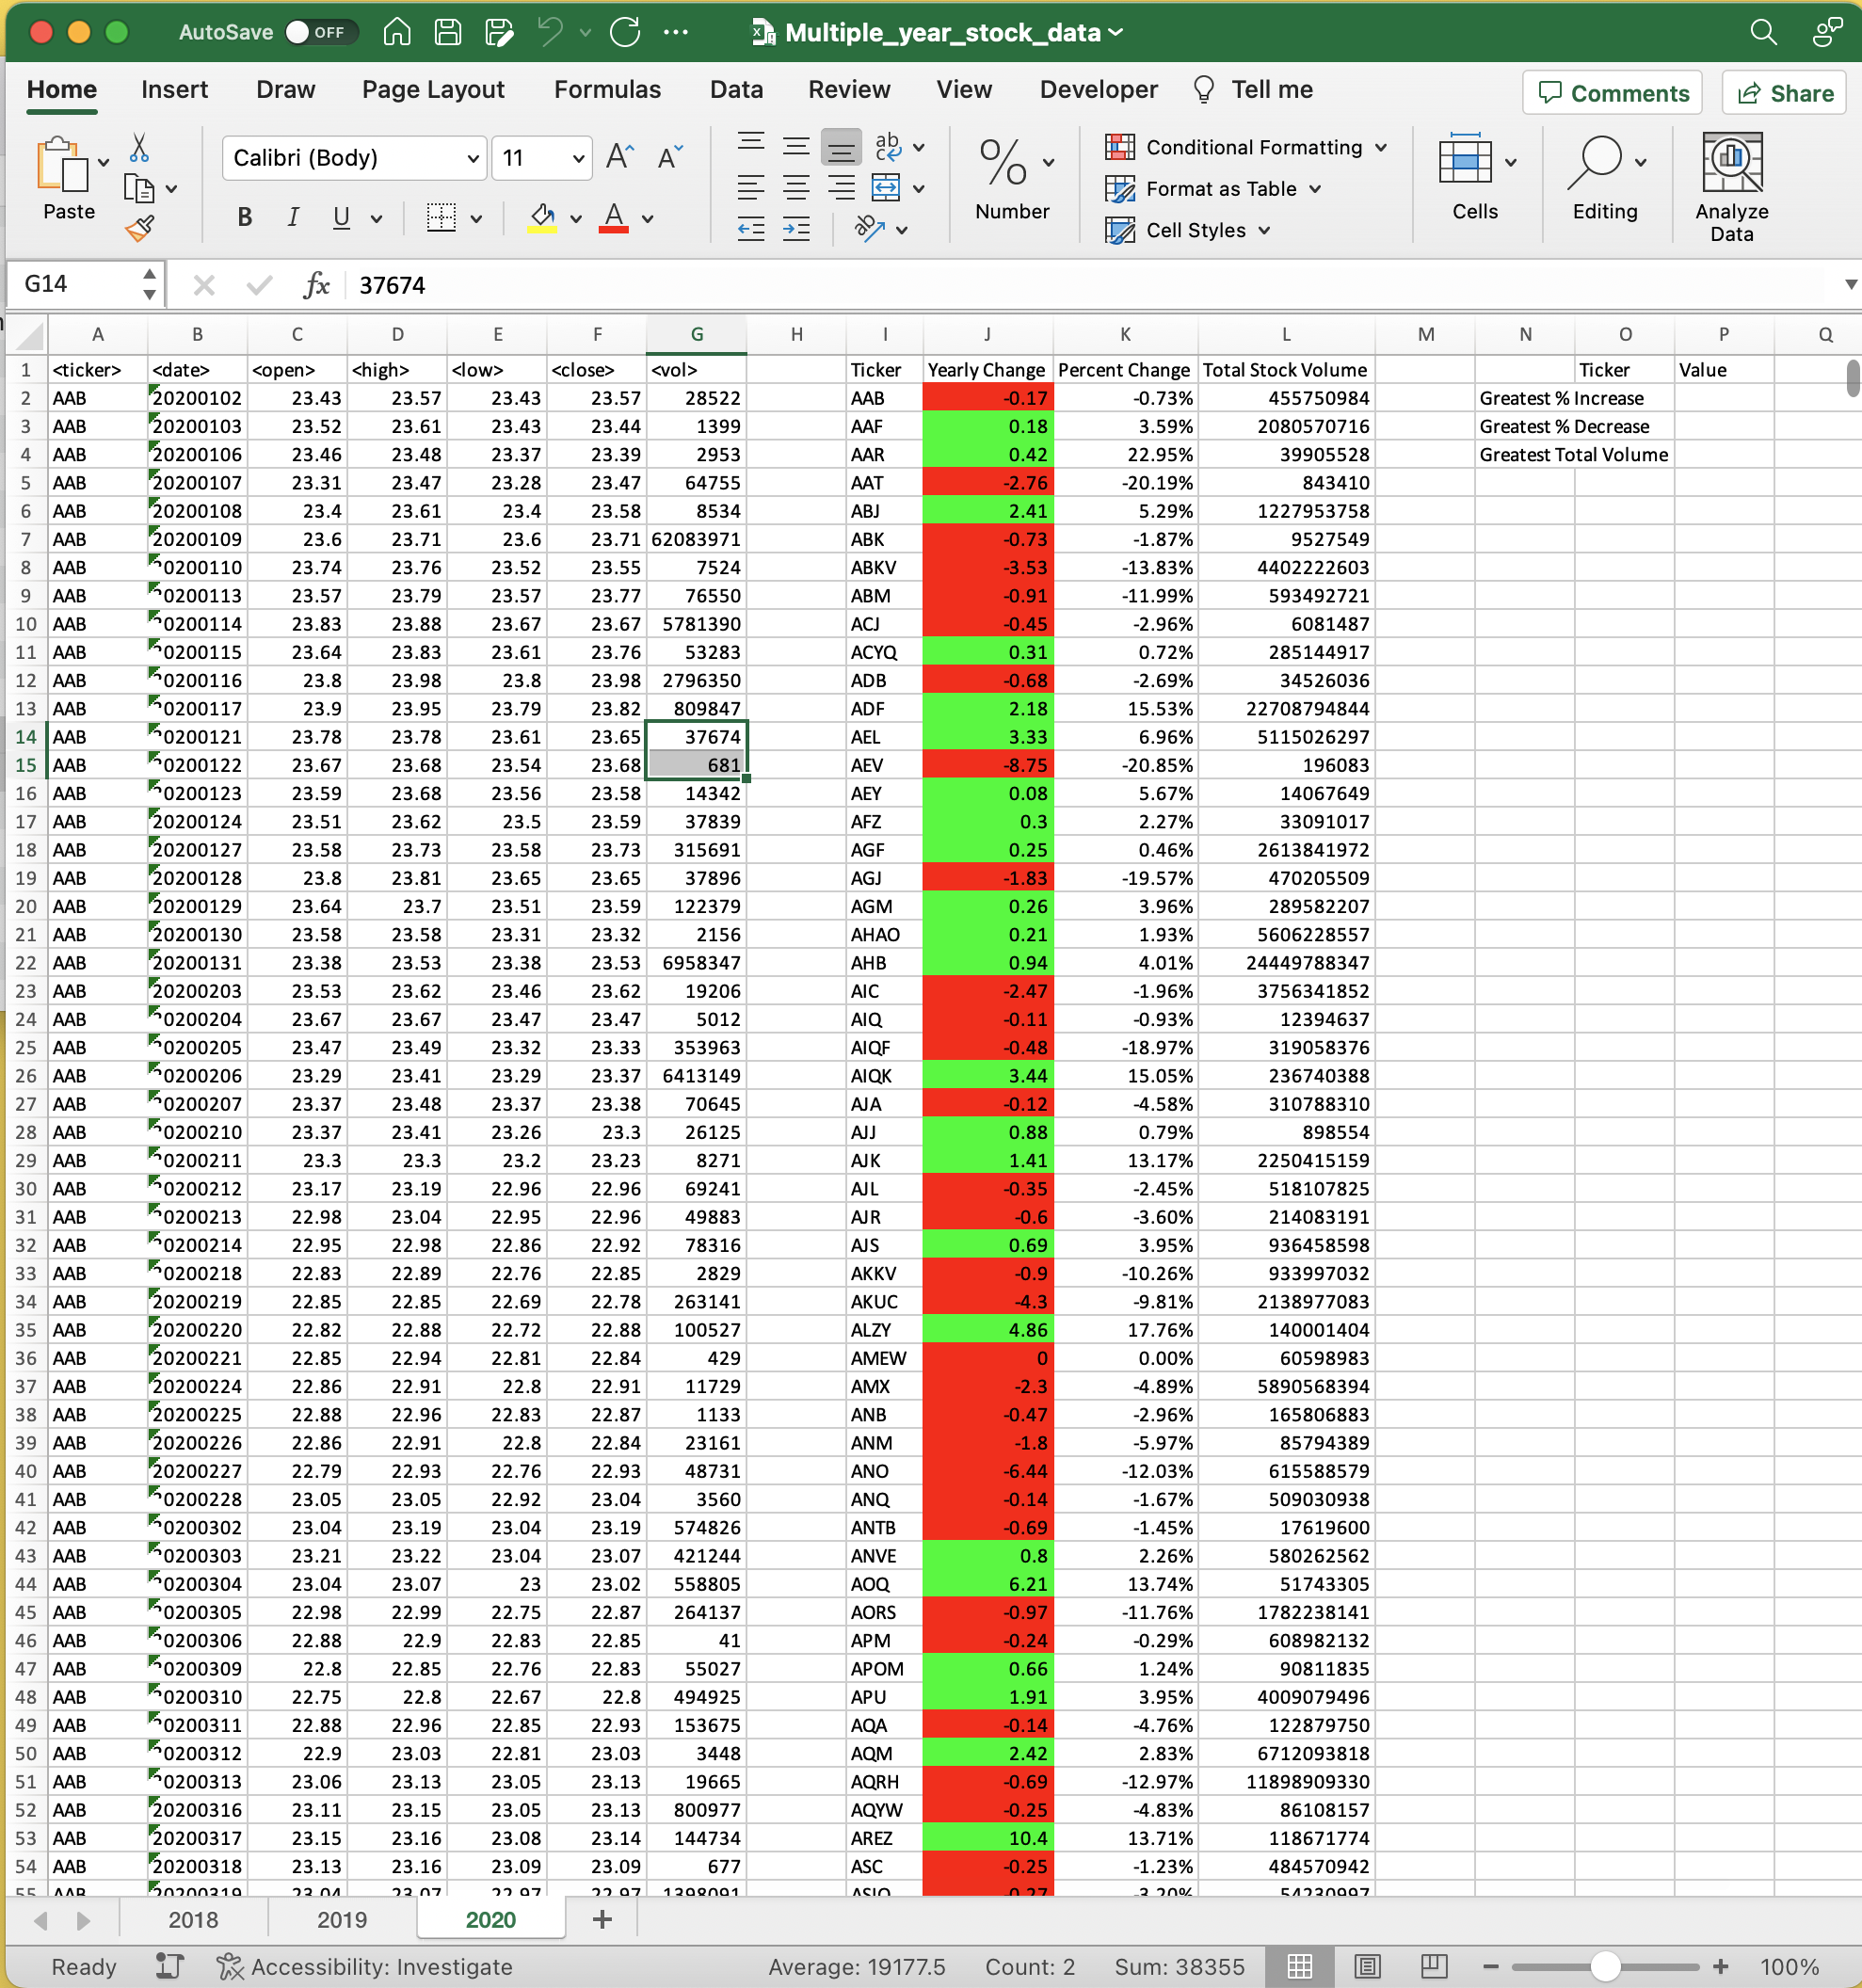 AutoSave OFF Multiple_year_stock_data
Home Insert Draw Page Layout Formulas Data Review View Developer Tell me Comments Share
Paste Calibri (Body) 11 A A ab c B I U A ab % Number Conditional Formatting Format as Table Cell Styles Cells Editing Analyze Data
G14 fx 37674
A B C D E F G H I J K L M N O P Q
1 <ticker> <date> <open> <high> <low> <close> <vol> Ticker Yearly Change Percent Change Total Stock Volume Ticker Value
2 AAB 20200102 23.43 23.57 23.43 23.57 28522 AAB -0.17 -0.73% 455750984 Greatest % Increase
3 AAB 20200103 23.52 23.61 23.43 23.44 1399 AAF 0.18 3.59% 2080570716 Greatest % Decrease
4 AAB 20200106 23.46 23.48 23.37 23.39 2953 AAR 0.42 22.95% 39905528 Greatest Total Volume
5 AAB 20200107 23.31 23.47 23.28 23.47 64755 AAT -2.76 -20.19% 843410
6 AAB 20200108 23.4 23.61 23.4 23.58 8534 ABJ 2.41 5.29% 1227953758
7 AAB 20200109 23.6 23.71 23.6 23.71 62083971 ABK -0.73 -1.87% 9527549
8 AAB 20200110 23.74 23.76 23.52 23.55 7524 ABKV -3.53 -13.83% 4402222603
9 AAB 20200113 23.57 23.79 23.57 23.77 76550 ABM -0.91 -11.99% 593492721
10 AAB 20200114 23.83 23.88 23.67 23.67 5781390 ACJ -0.45 -2.96% 6081487
11 AAB 20200115 23.64 23.83 23.61 23.76 53283 ACYQ 0.31 0.72% 285144917
12 AAB 20200116 23.8 23.98 23.8 23.98 2796350 ADB -0.68 -2.69% 34526036
13 AAB 20200117 23.9 23.95 23.79 23.82 809847 ADF 2.18 15.53% 22708794844
14 AAB 20200121 23.78 23.78 23.61 23.65 37674 AEL 3.33 6.96% 5115026297
15 AAB 20200122 23.67 23.68 23.54 23.68 681 AEV -8.75 -20.85% 196083
16 AAB 20200123 23.59 23.68 23.56 23.58 14342 AEY 0.08 5.67% 14067649
17 AAB 20200124 23.51 23.62 23.5 23.59 37839 AFZ 0.3 2.27% 33091017
18 AAB 20200127 23.58 23.73 23.58 23.73 315691 AGF 0.25 0.46% 2613841972
19 AAB 20200128 23.8 23.81 23.65 23.65 37896 AGJ -1.83 -19.57% 470205509
20 AAB 20200129 23.64 23.7 23.51 23.59 122379 AGM 0.26 3.96% 289582207
21 AAB 20200130 23.58 23.58 23.31 23.32 2156 AHAO 0.21 1.93% 5606228557
22 AAB 20200131 23.38 23.53 23.38 23.53 6958347 AHB 0.94 4.01% 24449788347
23 AAB 20200203 23.53 23.62 23.46 23.62 19206 AIC -2.47 -1.96% 3756341852
24 AAB 20200204 23.67 23.67 23.47 23.47 5012 AIQ -0.11 -0.93% 12394637
25 AAB 20200205 23.47 23.49 23.32 23.33 353963 AIQF -0.48 -18.97% 319058376
26 AAB 20200206 23.29 23.41 23.29 23.37 6413149 AIQK 3.44 15.05% 236740388
27 AAB 20200207 23.37 23.48 23.37 23.38 70645 AJA -0.12 -4.58% 310788310
28 AAB 20200210 23.37 23.41 23.26 23.3 26125 AJJ 0.88 0.79% 898554
29 AAB 20200211 23.3 23.3 23.2 23.23 8271 AJK 1.41 13.17% 2250415159
30 AAB 20200212 23.17 23.19 22.96 22.96 69241 AJL -0.35 -2.45% 518107825
31 AAB 20200213 22.98 23.04 22.95 22.96 49883 AJR -0.6 -3.60% 214083191
32 AAB 20200214 22.95 22.98 22.86 22.92 78316 AJS 0.69 3.95% 936458598
33 AAB 20200218 22.83 22.89 22.76 22.85 2829 AKKV -0.9 -10.26% 933997032
34 AAB 20200219 22.85 22.85 22.69 22.78 263141 AKUC -4.3 -9.81% 2138977083
35 AAB 20200220 22.82 22.88 22.72 22.88 100527 ALZY 4.86 17.76% 140001404
36 AAB 20200221 22.85 22.94 22.81 22.84 429 AMEW 0 0.00% 60598983
37 AAB 20200224 22.86 22.91 22.8 22.91 11729 AMX -2.3 -4.89% 5890568394
38 AAB 20200225 22.88 22.96 22.83 22.87 1133 ANB -0.47 -2.96% 165806883
39 AAB 20200226 22.86 22.91 22.8 22.84 23161 ANM -1.8 -5.97% 85794389
40 AAB 20200227 22.79 22.93 22.76 22.93 48731 ANO -6.44 -12.03% 615588579
41 AAB 20200228 23.05 23.05 22.92 23.04 3560 ANQ -0.14 -1.67% 509030938
42 AAB 20200302 23.04 23.19 23.04 23.19 574826 ANTB -0.69 -1.45% 17619600
43 AAB 20200303 23.21 23.22 23.04 23.07 421244 ANVE 0.8 2.26% 580262562
44 AAB 20200304 23.04 23.07 23 23.02 558805 AOQ 6.21 13.74% 51743305
45 AAB 20200305 22.98 22.99 22.75 22.87 264137 AORS -0.97 -11.76% 1782238141
46 AAB 20200306 22.88 22.9 22.83 22.85 41 APM -0.24 -0.29% 608982132
47 AAB 20200309 22.8 22.85 22.76 22.83 55027 APOM 0.66 1.24% 90811835
48 AAB 20200310 22.75 22.8 22.67 22.8 494925 APU 1.91 3.95% 4009079496
49 AAB 20200311 22.88 22.96 22.85 22.93 153675 AQA -0.14 -4.76% 122879750
50 AAB 20200312 22.9 23.03 22.81 23.03 3448 AQM 2.42 2.83% 6712093818
51 AAB 20200313 23.06 23.13 23.05 23.13 19665 AQRH -0.69 -12.97% 11898909330
52 AAB 20200316 23.11 23.15 23.05 23.13 800977 AQYW -0.25 -4.83% 86108157
53 AAB 20200317 23.15 23.16 23.08 23.14 144734 AREZ 10.4 13.71% 118671774
54 AAB 20200318 23.13 23.16 23.09 23.09 677 ASC -0.25 -1.23% 484570942
55 AAB 20200319 23.04 23.07 22.97 22.97 1398091 -0.27 -3.20% 54230997
2018 2019 2020 +
Ready Accessibility: Investigate Average: 19177.5 Count: 2 Sum: 38355 100%